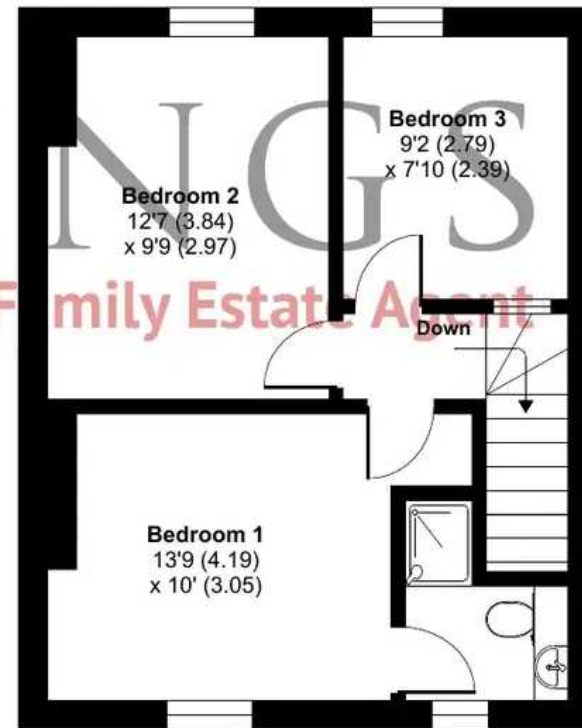 NGS
Family Estate Agent
Bedroom 2
12'7 (3.84)
x 9'9 (2.97)
Bedroom 3
9'2 (2.79)
x 7'10 (2.39)
Down
Bedroom 1
13'9 (4.19)
x 10' (3.05)